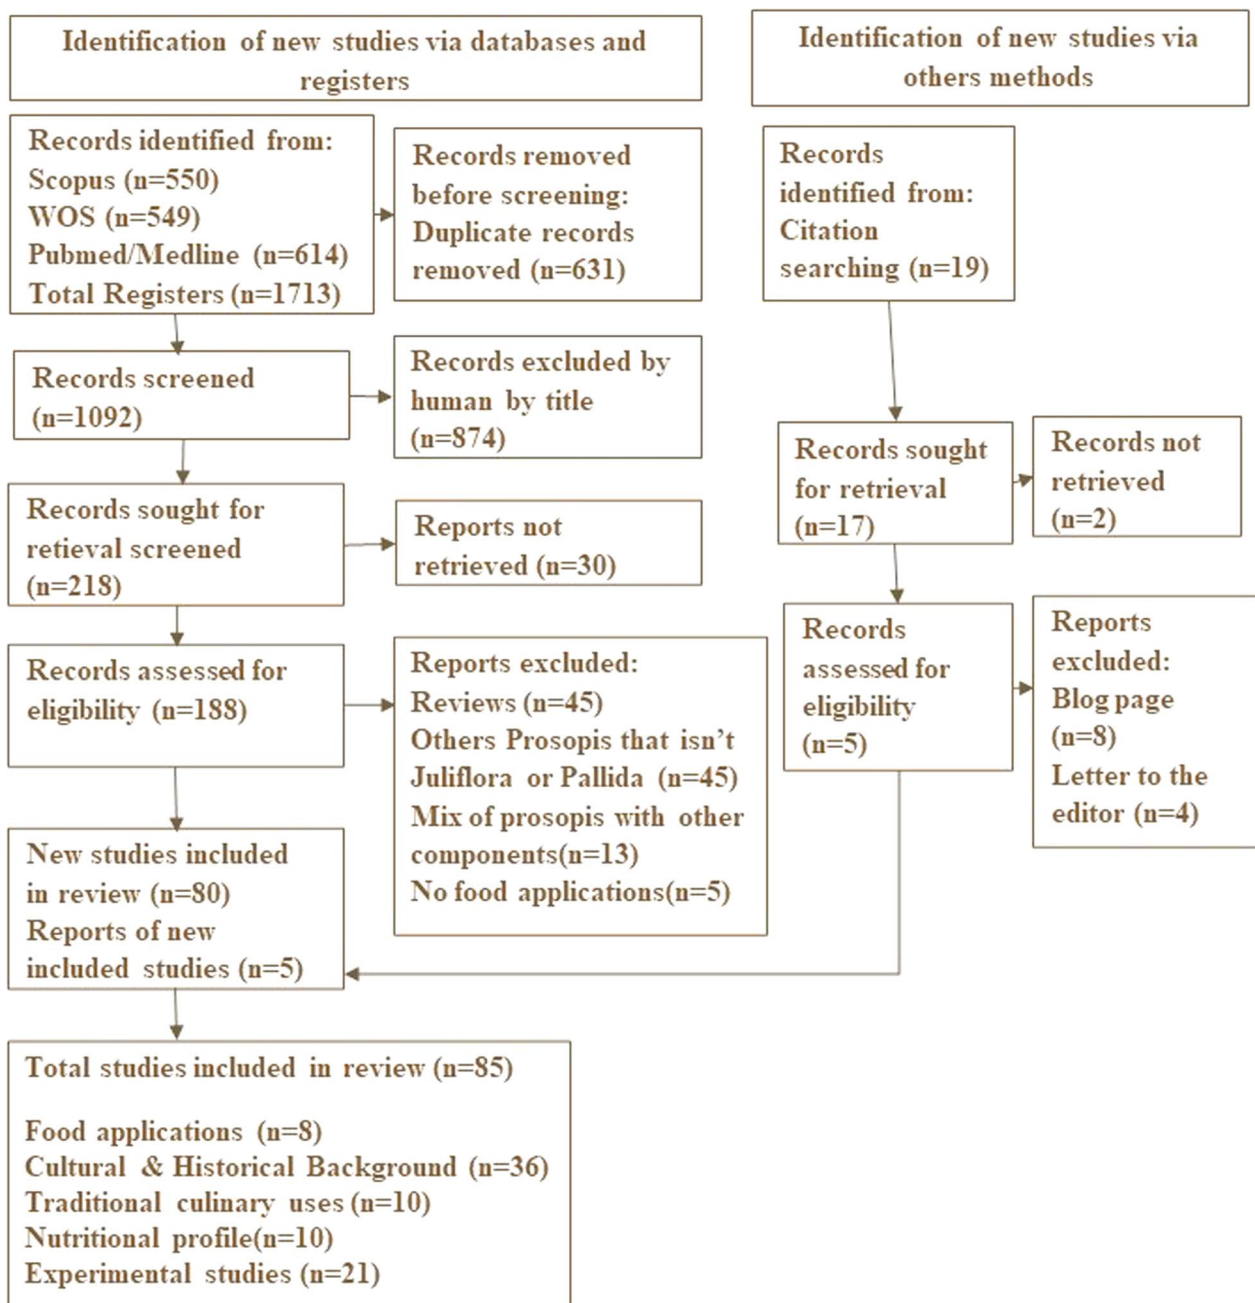 Identification of new studies via databases and
registers
Identification of new studies via
others methods
Records identified from:
Scopus (n=550)
WOS (n=549)
Pubmed/Medline (n=614)
Total Registers (n=1713)
Records removed
before screening:
Duplicate records
removed (n=631)
Records
identified from:
Citation
searching (n=19)
Records screened
(n=1092)
Records excluded by
human by title
(n=874)
Records sought
for retrieval
(n=17)
Records not
retrieved
(n=2)
Records sought for
retieval screened
(n=218)
Reports not
retrieved (n=30)
Records
assessed for
eligibility
(n=5)
Reports
excluded:
Blog page
(n=8)
Letter to the
editor (n=4)
Records assessed for
eligibility (n=188)
Reports excluded:
Reviews (n=45)
Others Prosopis that isn’t
Juliflora or Pallida (n=45)
Mix of prosopis with other
components(n=13)
No food applications(n=5)
New studies included
in review (n=80)
Reports of new
included studies (n=5)
Total studies included in review (n=85)
Food applications (n=8)
Cultural & Historical Background (n=36)
Traditional culinary uses (n=10)
Nutritional profile(n=10)
Experimental studies (n=21)